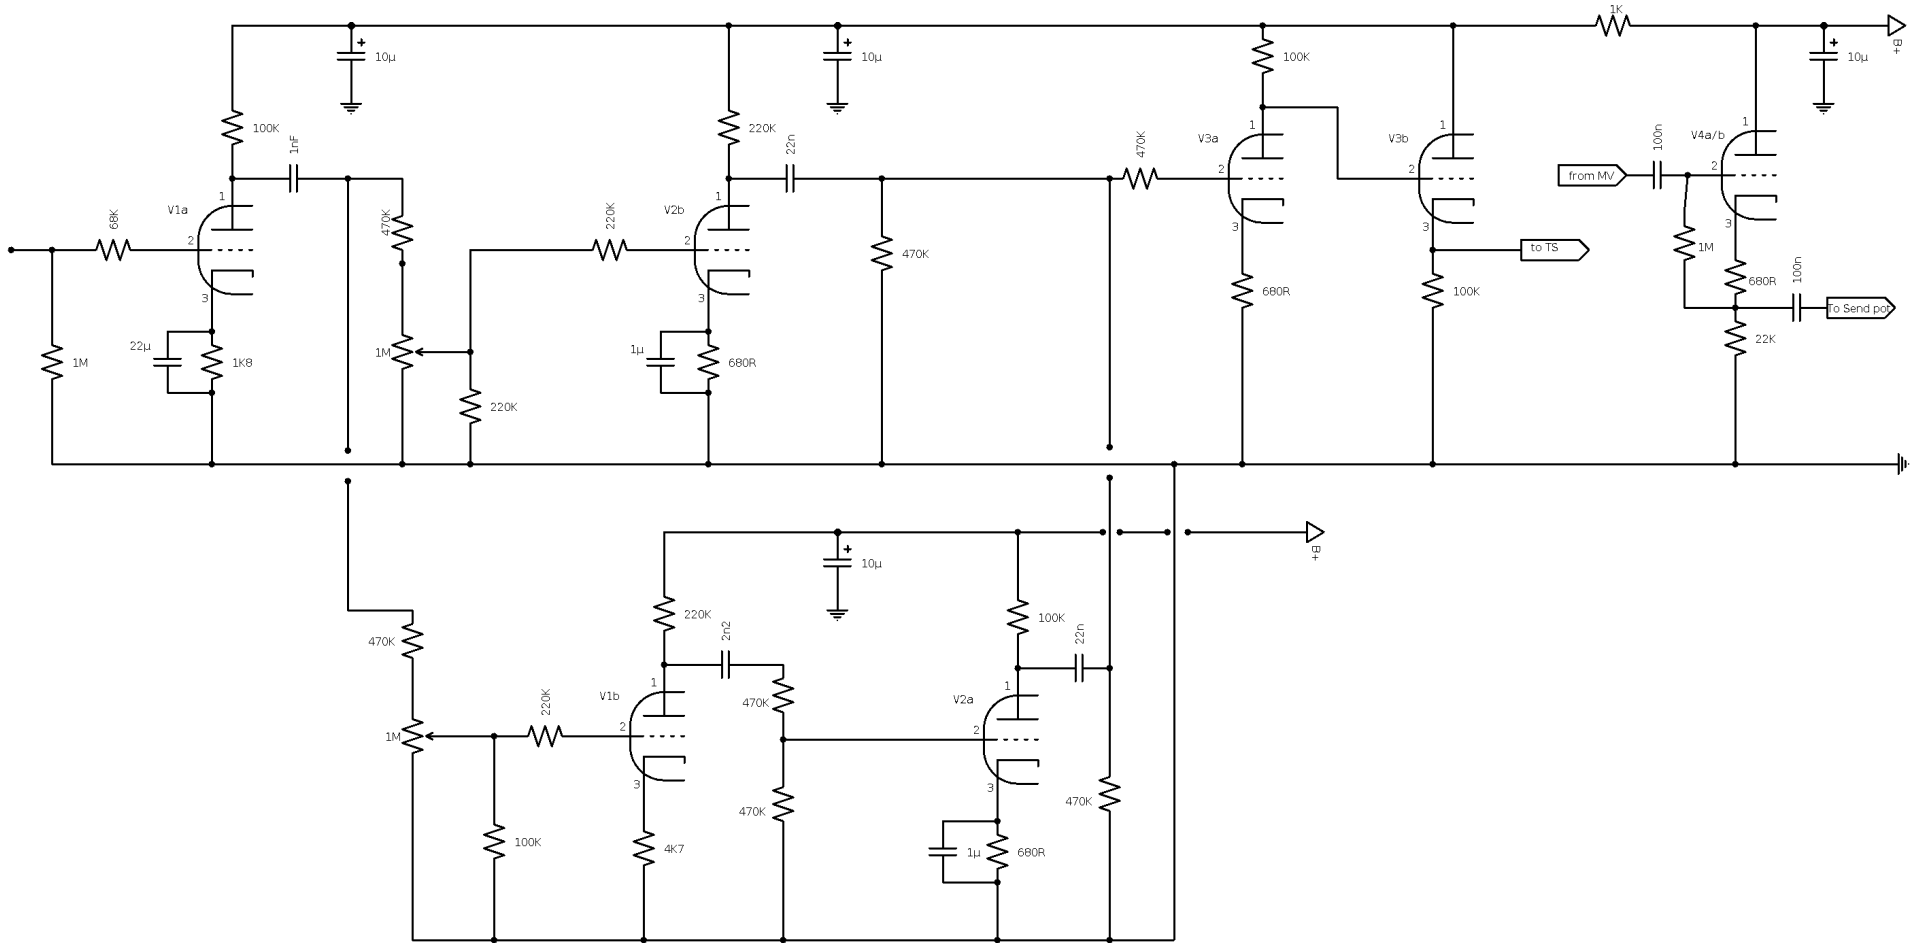 1K
10µ
10µ
100K
10µ
B+
100K
1nF
220K
22n
470K
V3a
1
2
3
V3b
1
2
3
100n
V4a/b
1
2
3
from MV
V1a
1
2
3
68K
470K
V2b
1
2
3
220K
470K
to TS
1M
680R
100n
680R
100K
To Send pot
22K
1M
22µ
1K8
1M
1µ
680R
220K
10µ
B+
470K
220K
2n2
100K
22n
V1b
1
2
3
470K
V2a
1
2
3
1M
220K
470K
470K
100K
4K7
1µ
680R